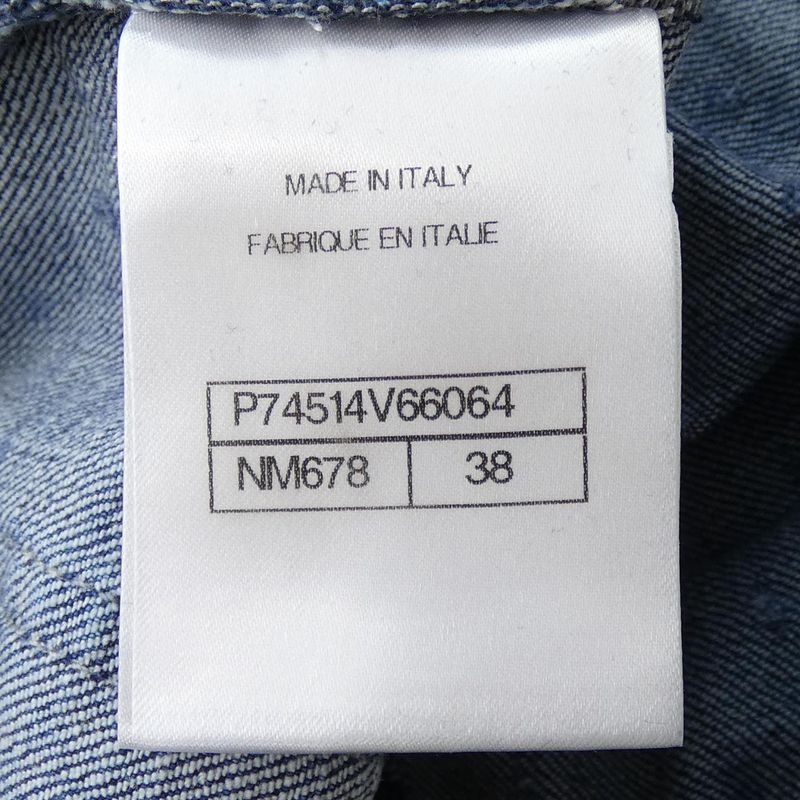 MADE IN ITALY
FABRIQUE EN ITALIE
P74514V66064
NM678 38